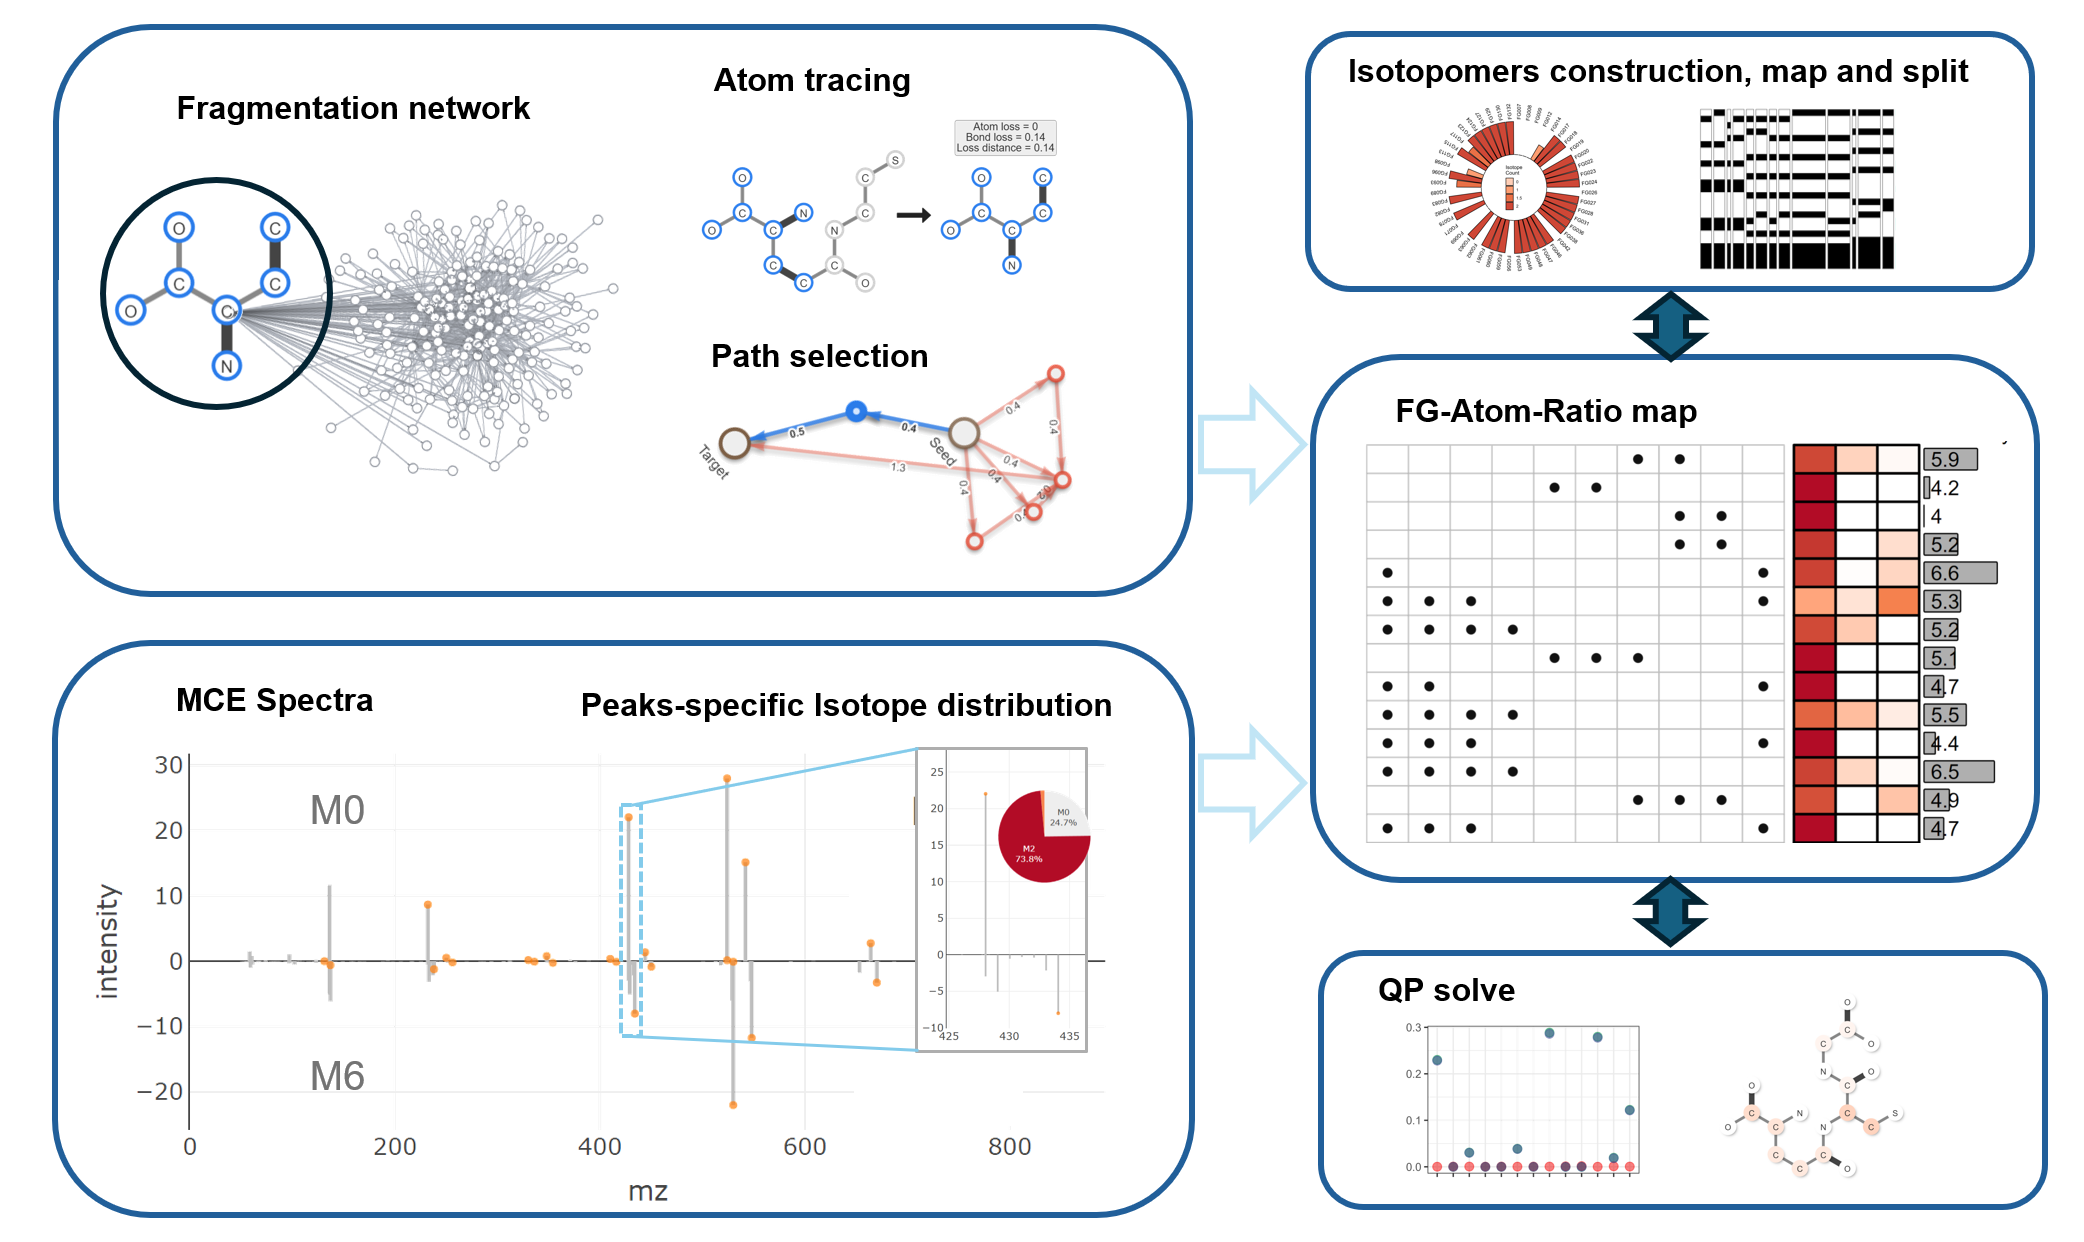 Fragmentation network
O
C
O
C
C
C
N
Atom tracing
Atom loss = 0
Bond loss = 0.14
Loss distance = 0.14
S
O
C
N
C
O
C
N
C
C
C
C
O
O
C
C
O
C
O
C
N
Path selection
0.4
0.5
0.4
0.4
Seed
Target
1.3
0.4
0.4
0.4
MCE Spectra
Peaks-specific Isotope distribution
intensity
30
20
10
0
−10
−20
M0
M6
0
200
400
600
800
mz
25
20
15
10
5
0
−5
−10
425
430
435
M0
24.7%
M2
73.8%
Isotopomers construction, map and split
Isotope
Count
FG-Atom-Ratio map
5.9
4.2
4
5.2
6.6
5.3
5.2
5.1
4.7
5.5
4.4
6.5
4.9
4.7
QP solve
0.3
0.2
0.1
0.0
O
C
C
O
N
O
C
O
C
N
C
S
O
C
N
C
C
C
C
O